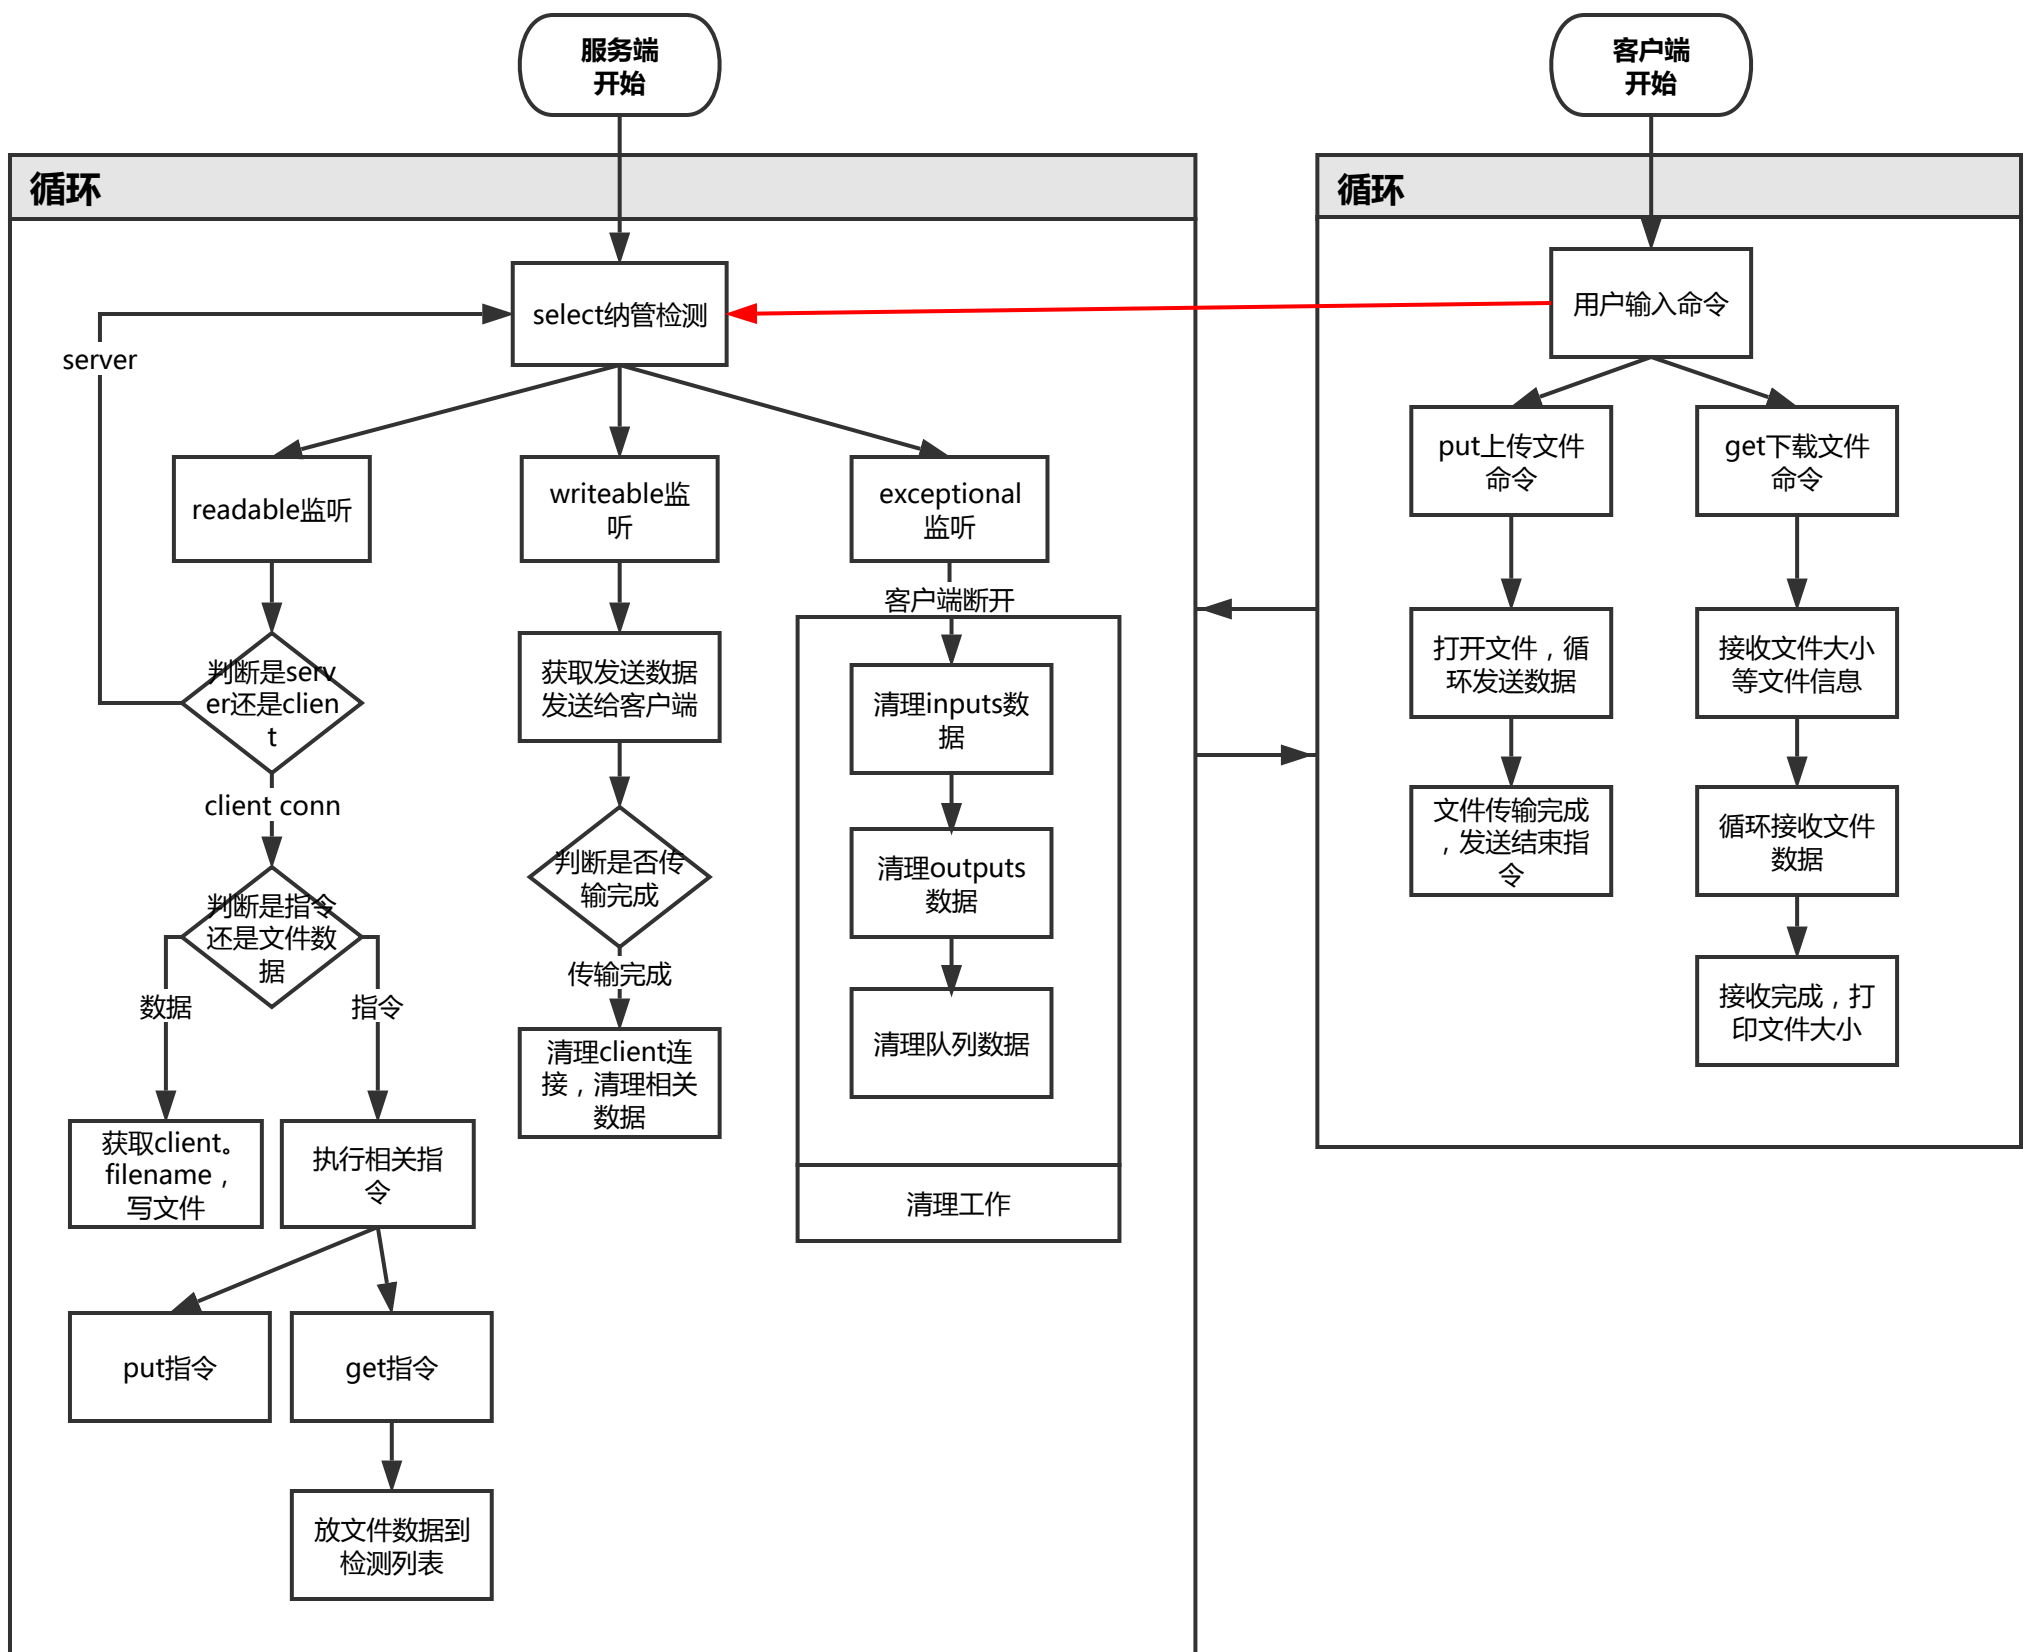 服务端
开始
客户端
开始
循环
循环
select纳管检测
用户输入命令
server
readable监听
writeable监
听
exceptional
监听
put上传文件
命令
get下载文件
命令
客户端断开
判断是serv
er还是clien
t
获取发送数据
发送给客户端
清理inputs数
据
打开文件，循
环发送数据
接收文件大小
等文件信息
client conn
判断是否传
输完成
清理outputs
数据
文件传输完成
，发送结束指
令
循环接收文件
数据
判断是指令
还是文件数
据
数据
指令
传输完成
清理client连
接，清理相关
数据
清理队列数据
接收完成，打
印文件大小
获取client。
filename，
写文件
执行相关指
令
清理工作
put指令
get指令
放文件数据到
检测列表